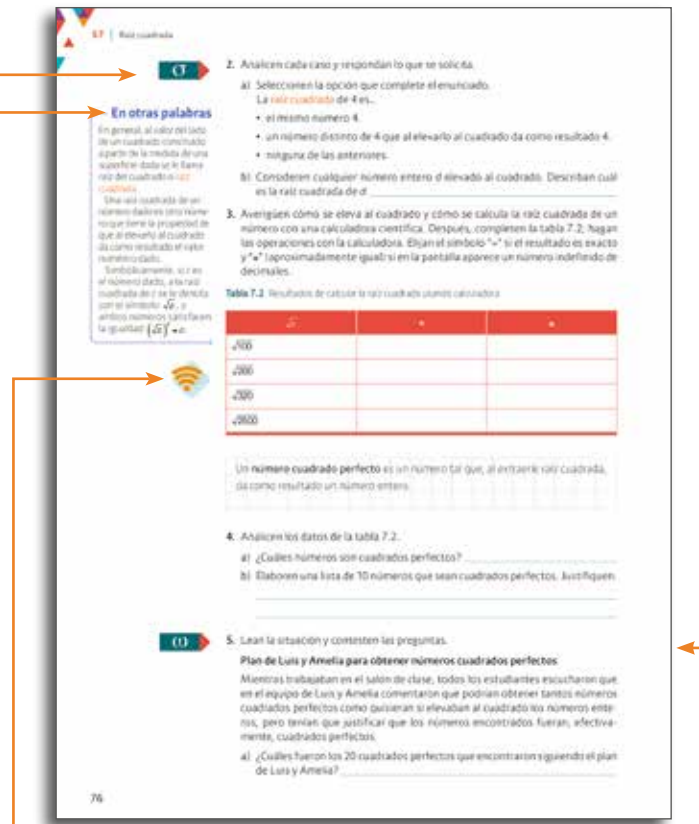 S7 | Raíz cuadrada
2. Analicen cada caso y respondan lo que se solicita.
a) Seleccionen la opción que complete el enunciado.
La raíz cuadrada de 4 es...
• el mismo número 4.
• un número distinto de 4 que al elevarlo al cuadrado da como resultado 4.
• ninguna de las anteriores.
b) Consideren cualquier número entero d elevado al cuadrado. Describan cuál
es la raíz cuadrada de d
En otras palabras
En general, al valor del lado
de un cuadrado construido
a partir de la medida de una
superficie dada se le llama
raíz del cuadrado o raíz
cuadrada.
Una raíz cuadrada de un
número dado es otro núme-
ro que tiene la propiedad de
que al elevarlo al cuadrado
da como resultado el valor
numérico dado.
Simbólicamente, si c es
el número dado, a la raíz
cuadrada de c se le denota
con el símbolo √c, y
ambos números satisfacen
la igualdad (√c)² = c.
3. Averigüen cómo se eleva al cuadrado y cómo se calcula la raíz cuadrada de un
número con una calculadora científica. Después, completen la tabla 7.2; hagan
las operaciones con la calculadora. Elijan el símbolo "=" si el resultado es exacto
y "≈" (aproximadamente igual) si en la pantalla aparece un número indefinido de
decimales.
Tabla 7.2 Resultados de calcular la raíz cuadrada usando calculadora
√100
Un número cuadrado perfecto es un número tal que, al extraerle raíz cuadrada,
da como resultado un número entero.
4. Analicen los datos de la tabla 7.2.
a) ¿Cuáles números son cuadrados perfectos?
b) Elaboren una lista de 10 números que sean cuadrados perfectos. Justifiquen.
5. Lean la situación y contesten las preguntas.
Plan de Luis y Amelia para obtener números cuadrados perfectos
Mientras trabajaban en el salón de clase, todos los estudiantes escucharon que
en el equipo de Luis y Amelia comentaron que podrían obtener tantos números
cuadrados perfectos como quisieran si elevaban al cuadrado los números ente-
ros, pero tenían que justificar que los números encontrados fueran, efectiva-
mente, cuadrados perfectos.
a) ¿Cuáles fueron los 20 cuadrados perfectos que encontraron siguiendo el plan
de Luis y Amelia?
76